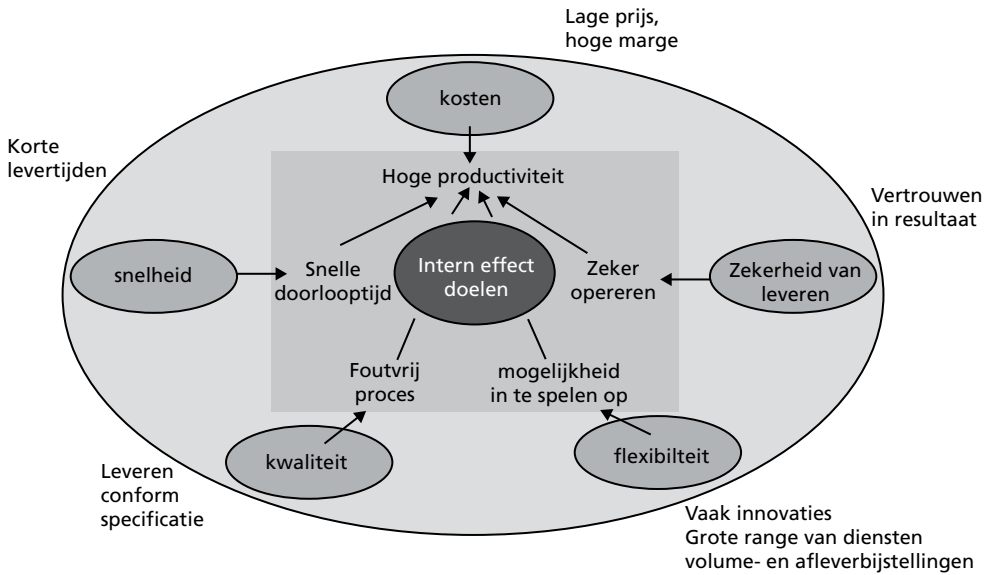 Lage prijs,
hoge marge
kosten
Korte
levertijden
Hoge productiviteit
Vertrouwen
in resultaat
snelheid
Snelle
doorlooptijd
Intern effect
doelen
Zeker
opereren
Zekerheid van
leveren
Foutvrij
proces
mogelijkheid
in te spelen op
kwaliteit
flexibilteit
Leveren
conform
specificatie
Vaak innovaties
Grote range van diensten
volume- en afleverbijstellingen